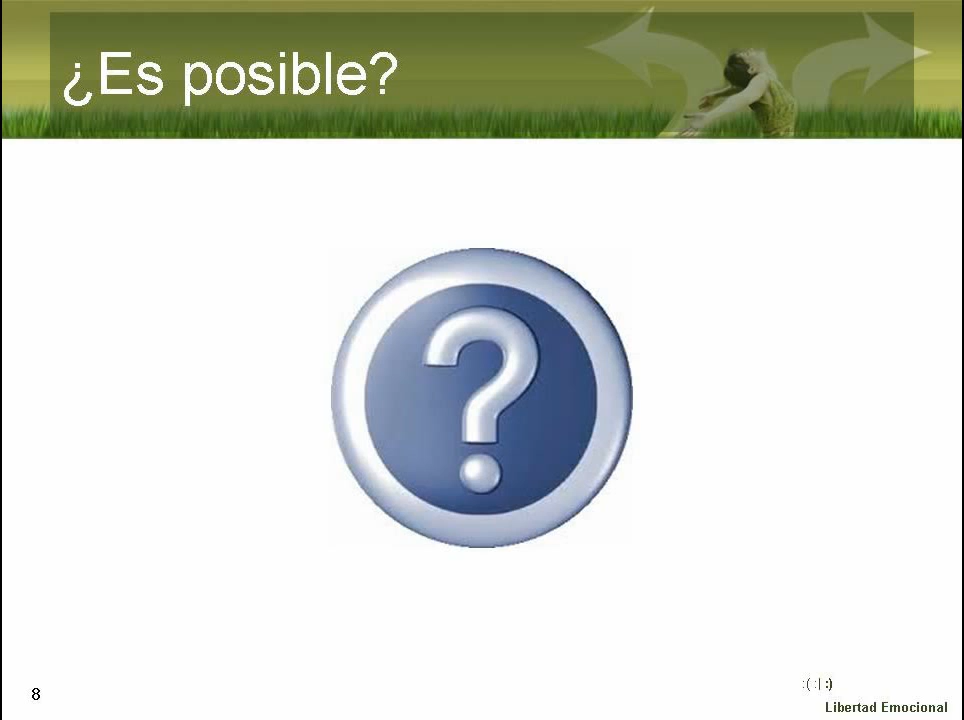 ¿Es posible?
?
8
:( :| :)
Libertad Emocional